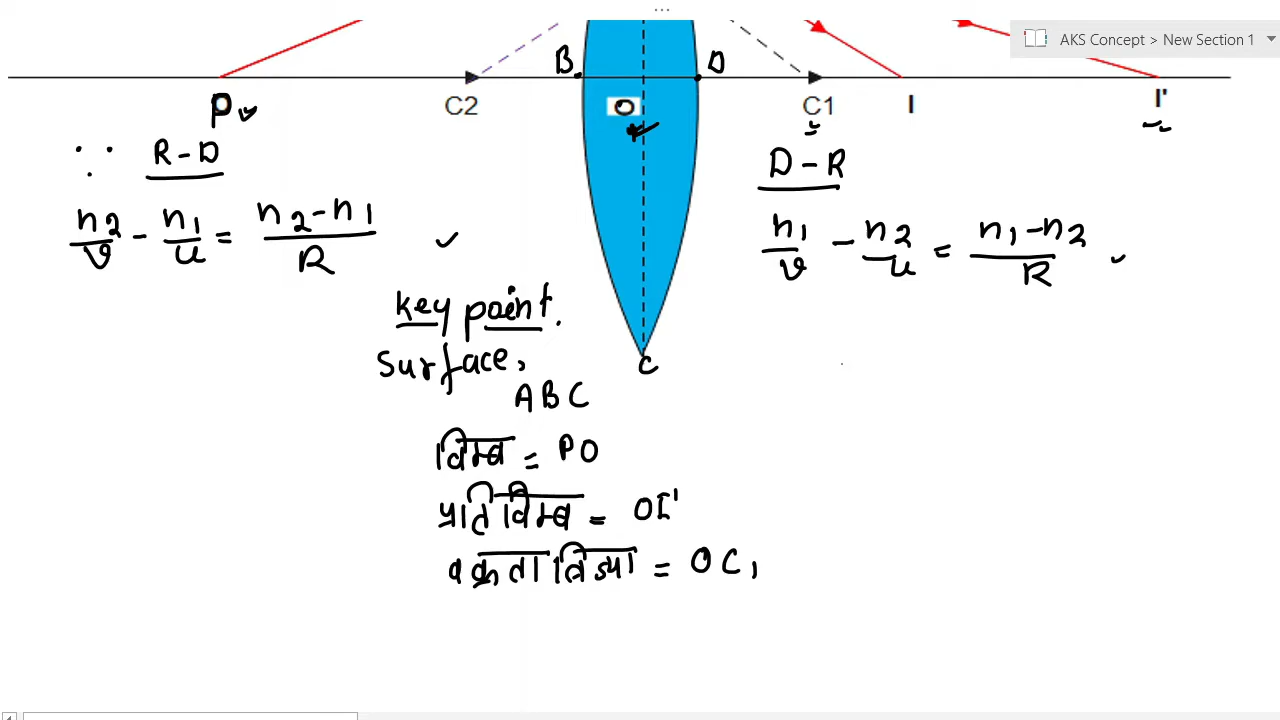 ...
AKS Concept > New Section 1
B D
C2 O C1 I I'
P
∵ R-D
D-R
n2/v - n1/u = (n2-n1)/R
n1/v - n2/u = (n1-n2)/R
key point.
Surface,
C
ABC
विम्ब = PO
प्रतिविम्ब = OI'
वक्रता त्रिज्या = OC1